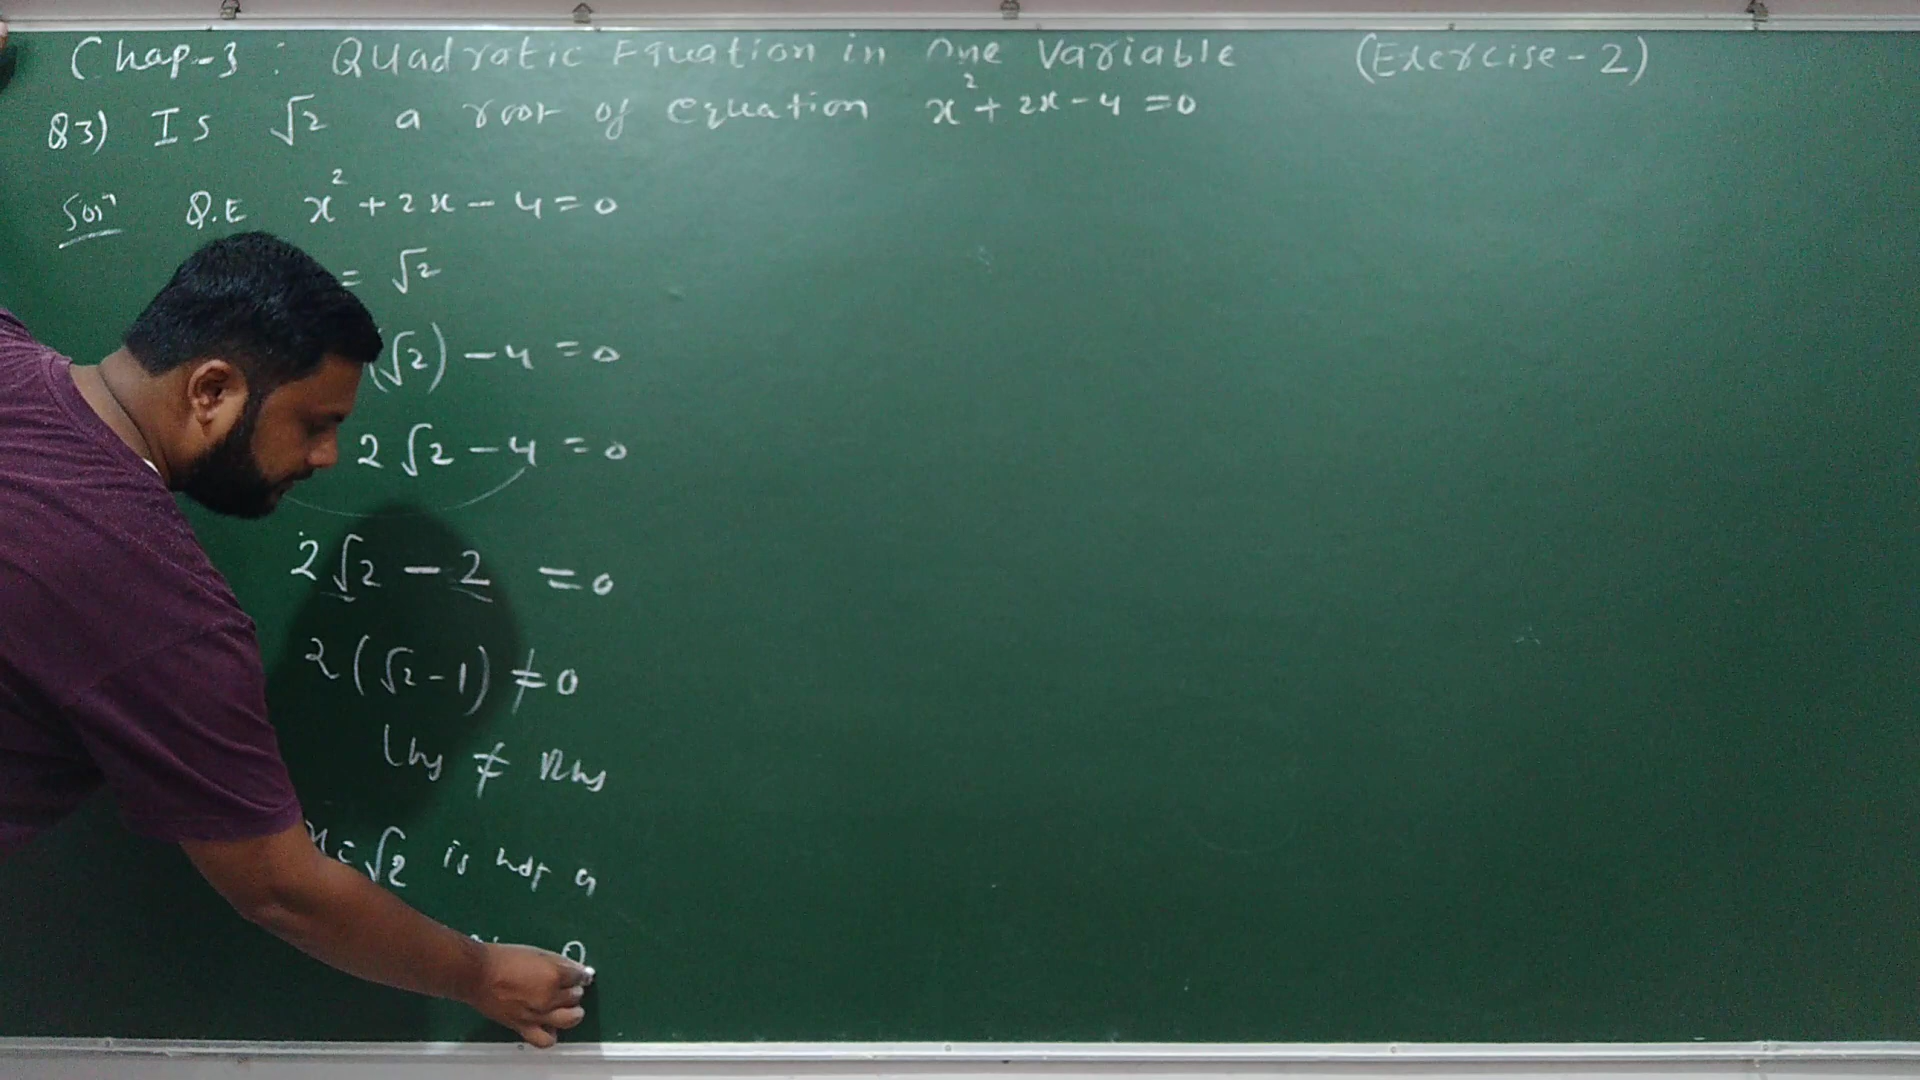 Chap-3 : Quadratic Equation in One Variable (Exercise-2)
Q3) Is √2 a root of equation x² + 2x - 4 = 0
Solⁿ Q.E x² + 2x - 4 = 0
= √2
(√2) - 4 = 0
2√2 - 4 = 0
2√2 - 2 = 0
2(√2 - 1) ≠ 0
Lhs ≠ Rhs
x = √2 is not a